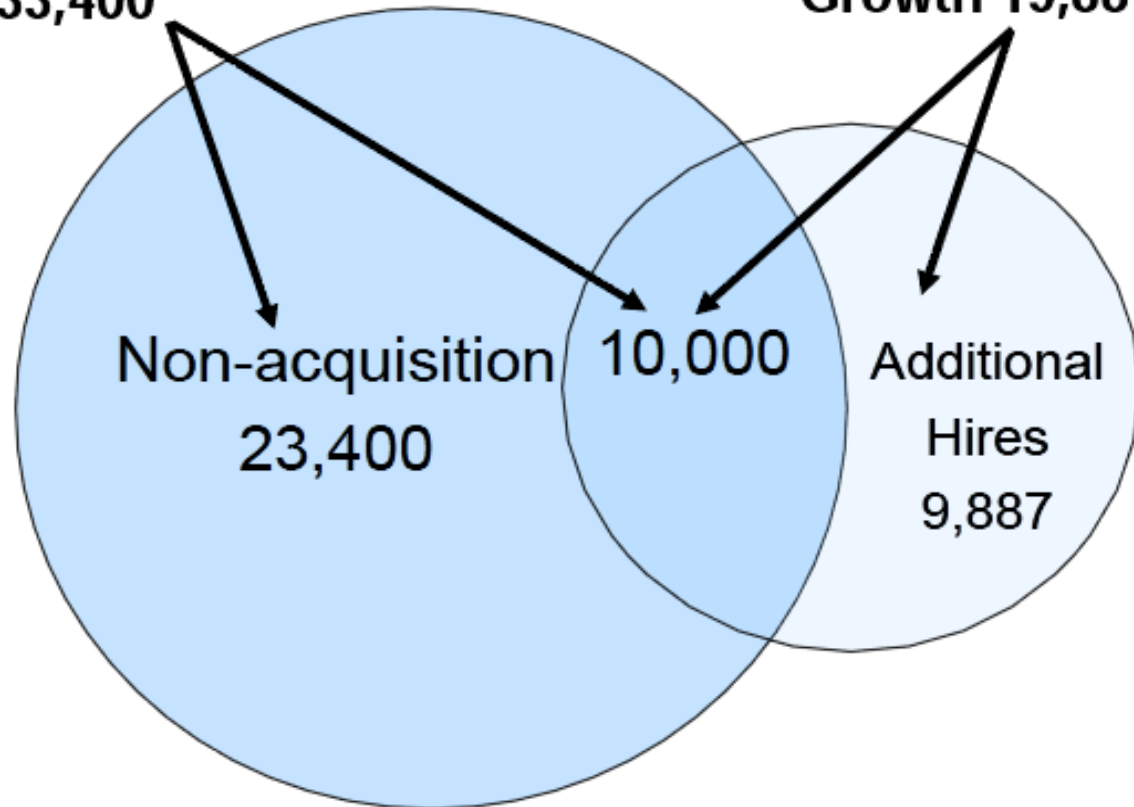 33,400
Growth 19,88
Non-acquisition
23,400
10,000
Additional
Hires
9,887